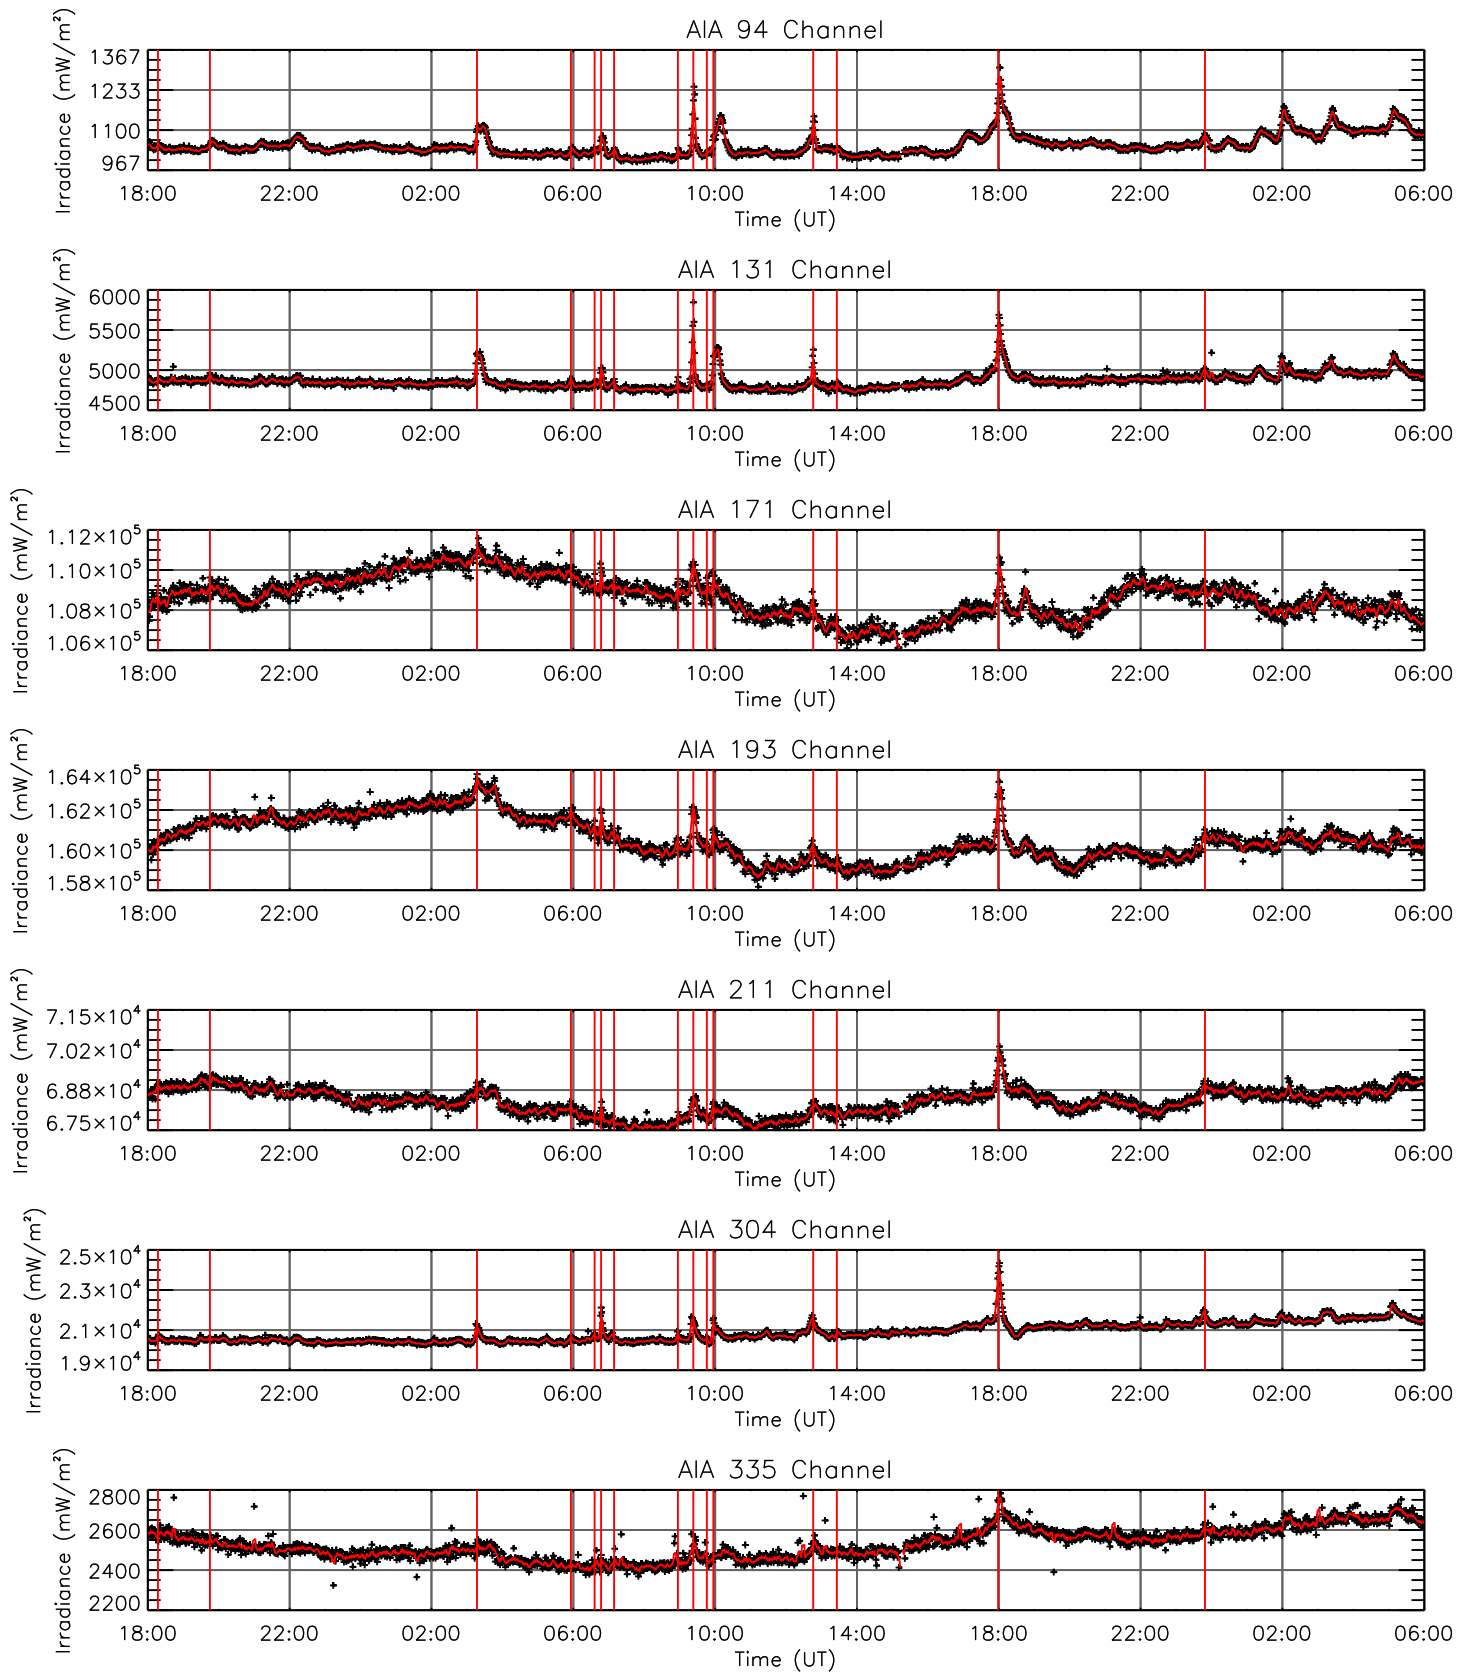 AIA 94 Channel
Irradiance (mW/m²)
1367
1233
1100
967
18:00 22:00 02:00 06:00 10:00 14:00 18:00 22:00 02:00 06:00
Time (UT)
AIA 131 Channel
Irradiance (mW/m²)
6000
5500
5000
4500
18:00 22:00 02:00 06:00 10:00 14:00 18:00 22:00 02:00 06:00
Time (UT)
AIA 171 Channel
Irradiance (mW/m²)
1.12×10⁵
1.10×10⁵
1.08×10⁵
1.06×10⁵
18:00 22:00 02:00 06:00 10:00 14:00 18:00 22:00 02:00 06:00
Time (UT)
AIA 193 Channel
Irradiance (mW/m²)
1.64×10⁵
1.62×10⁵
1.60×10⁵
1.58×10⁵
18:00 22:00 02:00 06:00 10:00 14:00 18:00 22:00 02:00 06:00
Time (UT)
AIA 211 Channel
Irradiance (mW/m²)
7.15×10⁴
7.02×10⁴
6.88×10⁴
6.75×10⁴
18:00 22:00 02:00 06:00 10:00 14:00 18:00 22:00 02:00 06:00
Time (UT)
AIA 304 Channel
Irradiance (mW/m²)
2.5×10⁴
2.3×10⁴
2.1×10⁴
1.9×10⁴
18:00 22:00 02:00 06:00 10:00 14:00 18:00 22:00 02:00 06:00
Time (UT)
AIA 335 Channel
Irradiance (mW/m²)
2800
2600
2400
2200
18:00 22:00 02:00 06:00 10:00 14:00 18:00 22:00 02:00 06:00
Time (UT)